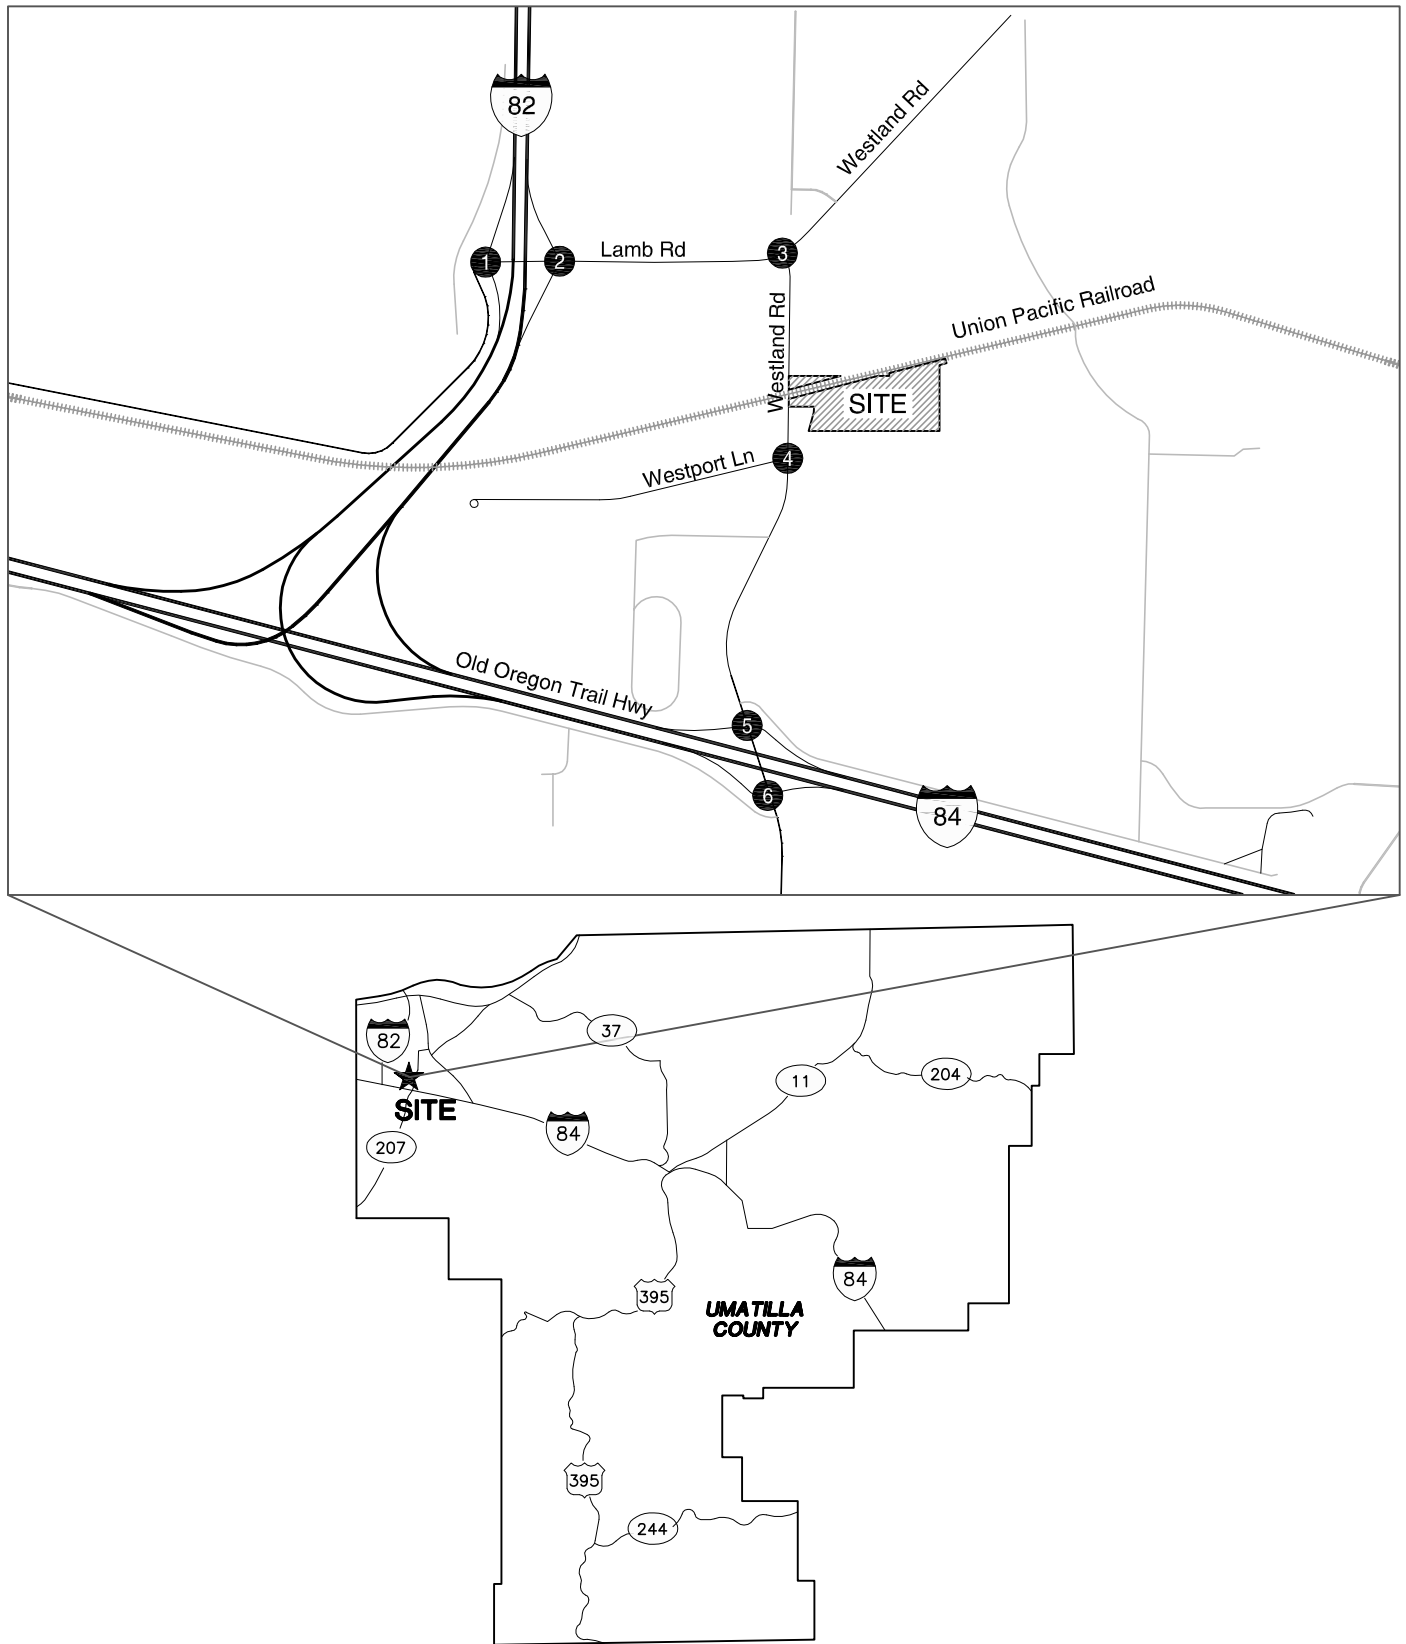 82
Westland Rd
1
2
Lamb Rd
3
Westland Rd
Union Pacific Railroad
SITE
Westport Ln
4
Old Oregon Trail Hwy
5
6
84
82
37
11
204
SITE
207
84
84
395
UMATILLA
COUNTY
395
244